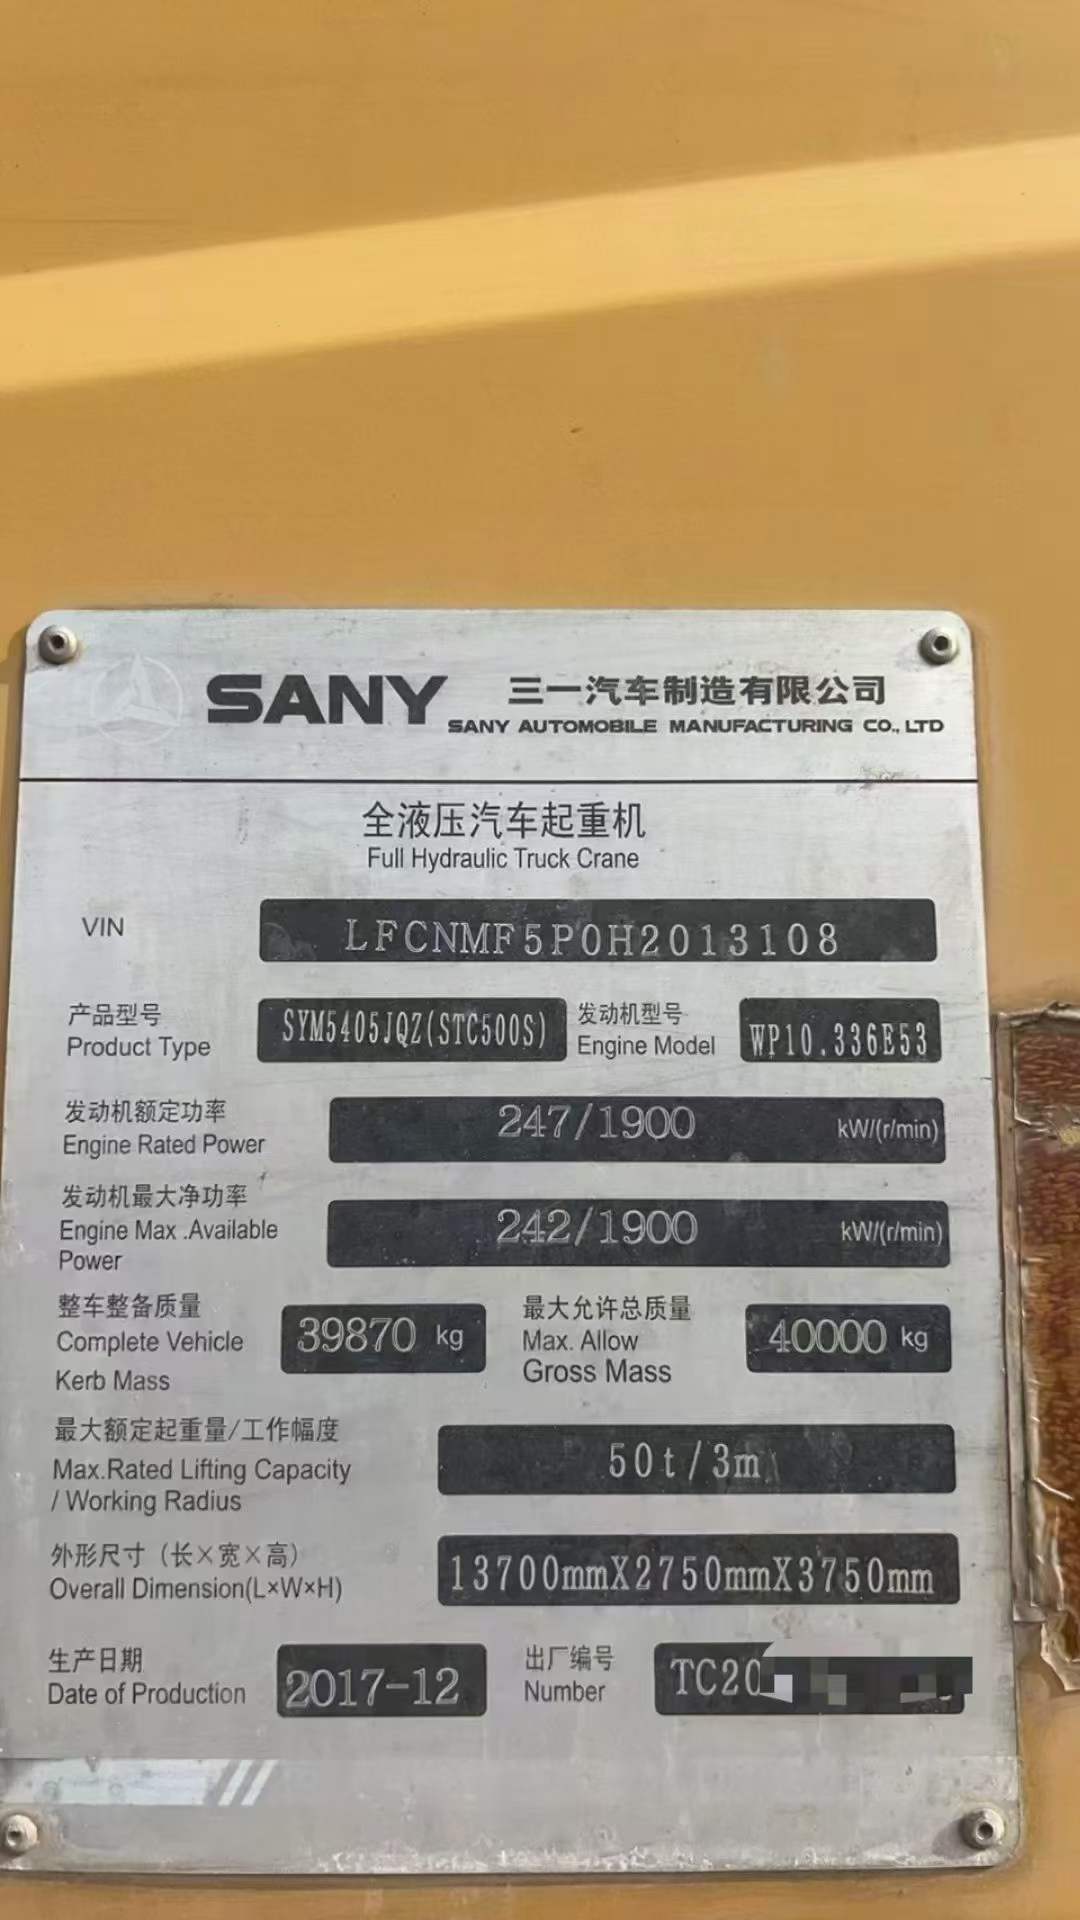 SANY
三一汽车制造有限公司
SANY AUTOMOBILE MANUFACTURING CO., LTD
全液压汽车起重机
Full Hydraulic Truck Crane
VIN LFCNMF5P0H2013108
产品型号 Product Type SYM5405JQZ(STC500S) 发动机型号 Engine Model WP10.336E53
发动机额定功率
Engine Rated Power 247/1900 kW/(r/min)
发动机最大净功率
Engine Max .Available Power 242/1900 kW/(r/min)
整车整备质量
Complete Vehicle Kerb Mass 39870 kg
最大允许总质量
Max. Allow Gross Mass 40000 kg
最大额定起重量/工作幅度
Max.Rated Lifting Capacity
/ Working Radius 50t/3m
外形尺寸（长×宽×高）
Overall Dimension(L×W×H) 13700mmX2750mmX3750mm
生产日期
Date of Production 2017-12
出厂编号
Number TC20